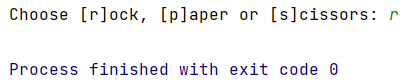 Choose [r]ock, [p]aper or [s]cissors: r
Process finished with exit code 0